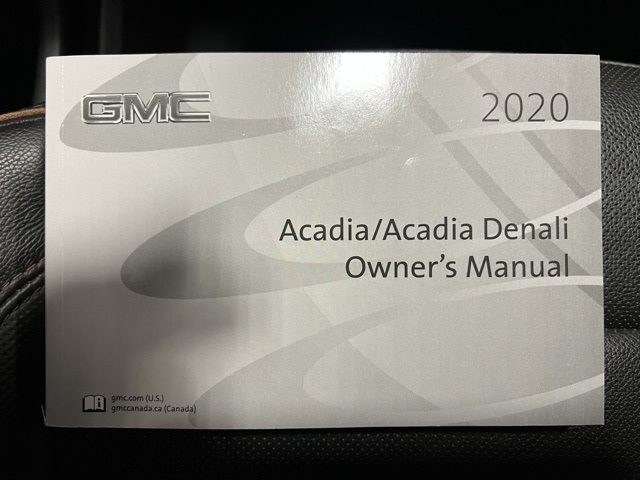 GMC
2020
Acadia/Acadia Denali
Owner's Manual
gmc.com (U.S.)
gmccanada.ca (Canada)